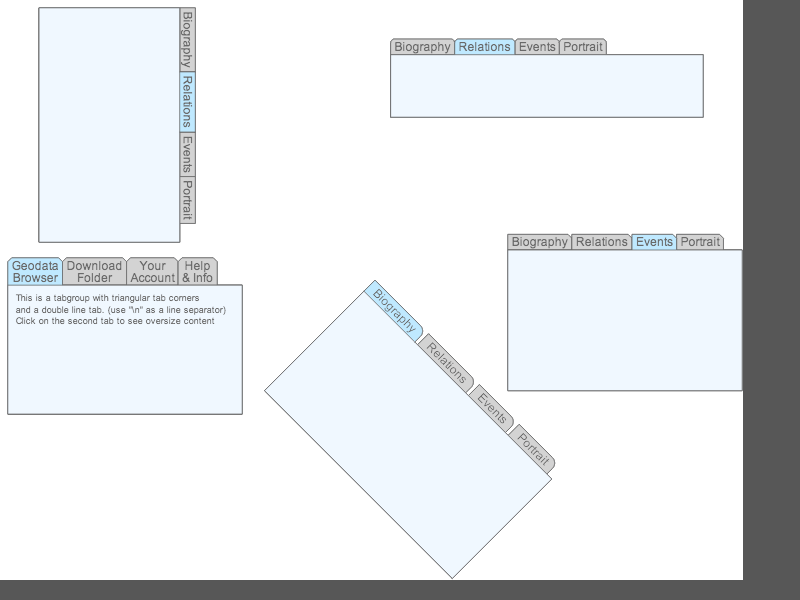 Biography
Relations
Events
Portrait
Biography Relations Events Portrait
Biography Relations Events Portrait
Geodata Browser
Download Folder
Your Account
Help & Info
This is a tabgroup with triangular tab corners
and a double line tab. (use "\n" as a line separator)
Click on the second tab to see oversize content
Biography
Relations
Events
Portrait